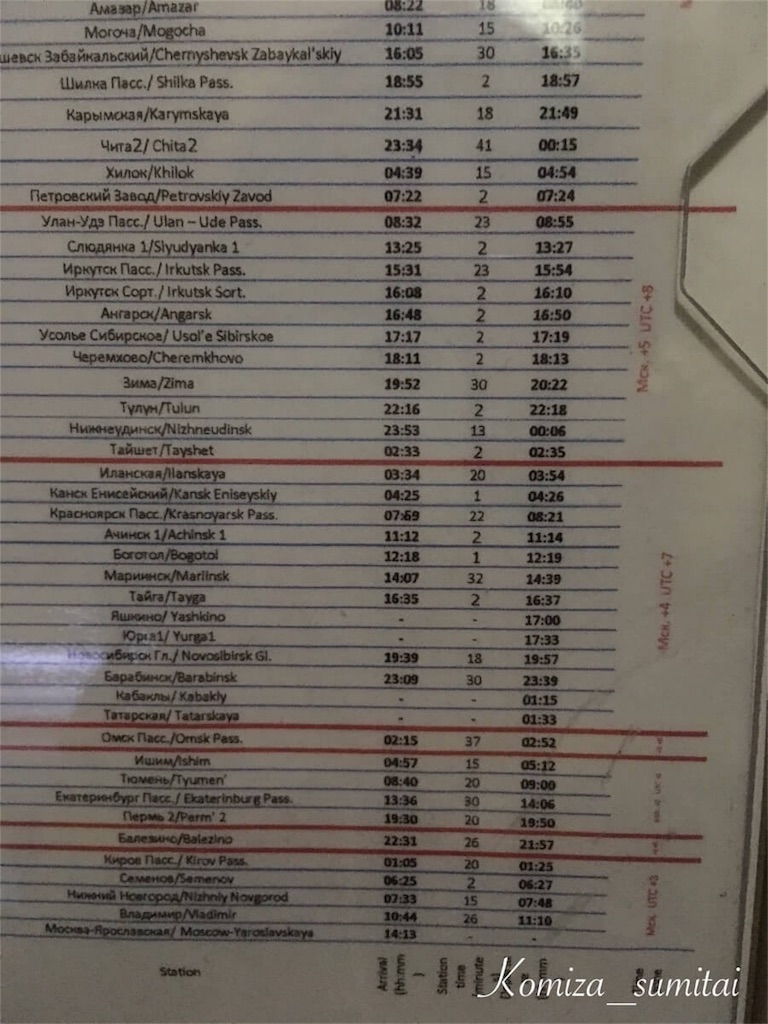 Амазар/Amazar 08:22 18
Могоча/Mogocha 10:11 15 10:26
шевск Забайкальский/Chernyshevsk Zabaykal'skiy 16:05 30 16:35
Шилка Пасс./ Shilka Pass. 18:55 2 18:57
Карымская/Karymskaya 21:31 18 21:49
Чита2/ Chita2 23:34 41 00:15
Хилок/Khilok 04:39 15 04:54
Петровский Завод/Petrovskiy Zavod 07:22 2 07:24
Улан-Удэ Пасс./ Ulan – Ude Pass. 08:32 23 08:55
Слюдянка 1/Slyudyanka 1 13:25 2 13:27
Иркутск Пасс./ Irkutsk Pass. 15:31 23 15:54
Иркутск Сорт./ Irkutsk Sort. 16:08 2 16:10
Ангарск/Angarsk 16:48 2 16:50
Усолье Сибирское/ Usol'e Sibirskoe 17:17 2 17:19
Черемхово/Cheremkhovo 18:11 2 18:13
Зима/Zima 19:52 30 20:22
Тулун/Tulun 22:16 2 22:18
Нижнеудинск/Nizhneudinsk 23:53 13 00:06
Тайшет/Tayshet 02:33 2 02:35
Мск. +5 UTC +8
Иланская/Ilanskaya 03:34 20 03:54
Канск Енисейский/Kansk Eniseyskiy 04:25 1 04:26
Красноярск Пасс./Krasnoyarsk Pass. 07:59 22 08:21
Ачинск 1/Achinsk 1 11:12 2 11:14
Боготол/Bogotol 12:18 1 12:19
Мариинск/Mariinsk 14:07 32 14:39
Тайга/Tayga 16:35 2 16:37
Яшкино/ Yashkino - - 17:00
Юрга1/ Yurga1 - - 17:33
Новосибирск Гл./ Novosibirsk Gl. 19:39 18 19:57
Барабинск/Barabinsk 23:09 30 23:39
Кабаклы/ Kabakly - - 01:15
Татарская/ Tatarskaya - - 01:33
Мск. +4 UTC +7
Омск Пасс./Omsk Pass. 02:15 37 02:52
Ишим/Ishim 04:57 15 05:12
Тюмень/Tyumen' 08:40 20 09:00
Екатеринбург Пасс./ Ekaterinburg Pass. 13:36 30 14:06
Пермь 2/Perm' 2 19:30 20 19:50
Балезино/Balezino 22:31 26 21:57
Киров Пасс./ Kirov Pass. 01:05 20 01:25
Семенов/Semenov 06:25 2 06:27
Нижний Новгород/Nizhniy Novgorod 07:33 15 07:48
Владимир/Vladimir 10:44 26 11:10
Москва-Ярославская/ Moscow-Yaroslavskaya 14:13 - -
Мск UTC +3
Station
Arrival (hh:mm )
Station time (minute
Komiza_sumitai